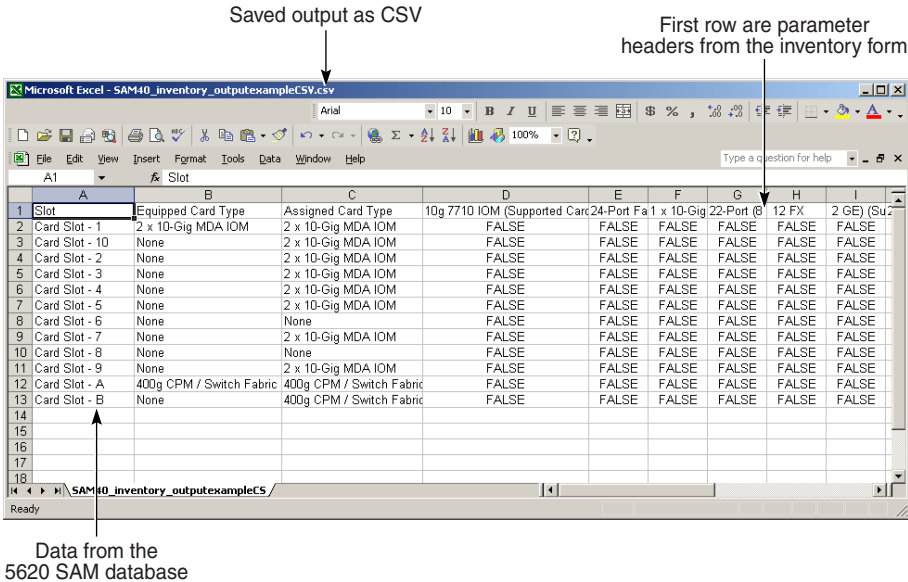 Saved output as CSV
First row are parameter
headers from the inventory form
Microsoft Excel - SAM40_inventory_outputexampleCSV.csv
Arial 10 B I U $ % ,
Σ 100%
File Edit View Insert Format Tools Data Window Help Type a question for help
A1 fx Slot
A B C D E F G H I
1 Slot Equipped Card Type Assigned Card Type 10g 7710 IOM (Supported Card 24-Port Fa 1 x 10-Gig 22-Port (8 12 FX 2 GE) (Su 2
2 Card Slot - 1 2 x 10-Gig MDA IOM 2 x 10-Gig MDA IOM FALSE FALSE FALSE FALSE FALSE FALSE
3 Card Slot - 10 None 2 x 10-Gig MDA IOM FALSE FALSE FALSE FALSE FALSE FALSE
4 Card Slot - 2 None 2 x 10-Gig MDA IOM FALSE FALSE FALSE FALSE FALSE FALSE
5 Card Slot - 3 None 2 x 10-Gig MDA IOM FALSE FALSE FALSE FALSE FALSE FALSE
6 Card Slot - 4 None 2 x 10-Gig MDA IOM FALSE FALSE FALSE FALSE FALSE FALSE
7 Card Slot - 5 None 2 x 10-Gig MDA IOM FALSE FALSE FALSE FALSE FALSE FALSE
8 Card Slot - 6 None None FALSE FALSE FALSE FALSE FALSE FALSE
9 Card Slot - 7 None 2 x 10-Gig MDA IOM FALSE FALSE FALSE FALSE FALSE FALSE
10 Card Slot - 8 None None FALSE FALSE FALSE FALSE FALSE FALSE
11 Card Slot - 9 None 2 x 10-Gig MDA IOM FALSE FALSE FALSE FALSE FALSE FALSE
12 Card Slot - A 400g CPM / Switch Fabric 400g CPM / Switch Fabric FALSE FALSE FALSE FALSE FALSE FALSE
13 Card Slot - B None 400g CPM / Switch Fabric FALSE FALSE FALSE FALSE FALSE FALSE
14
15
16
17
18
SAM40_inventory_outputexampleCS
Ready
Data from the
5620 SAM database